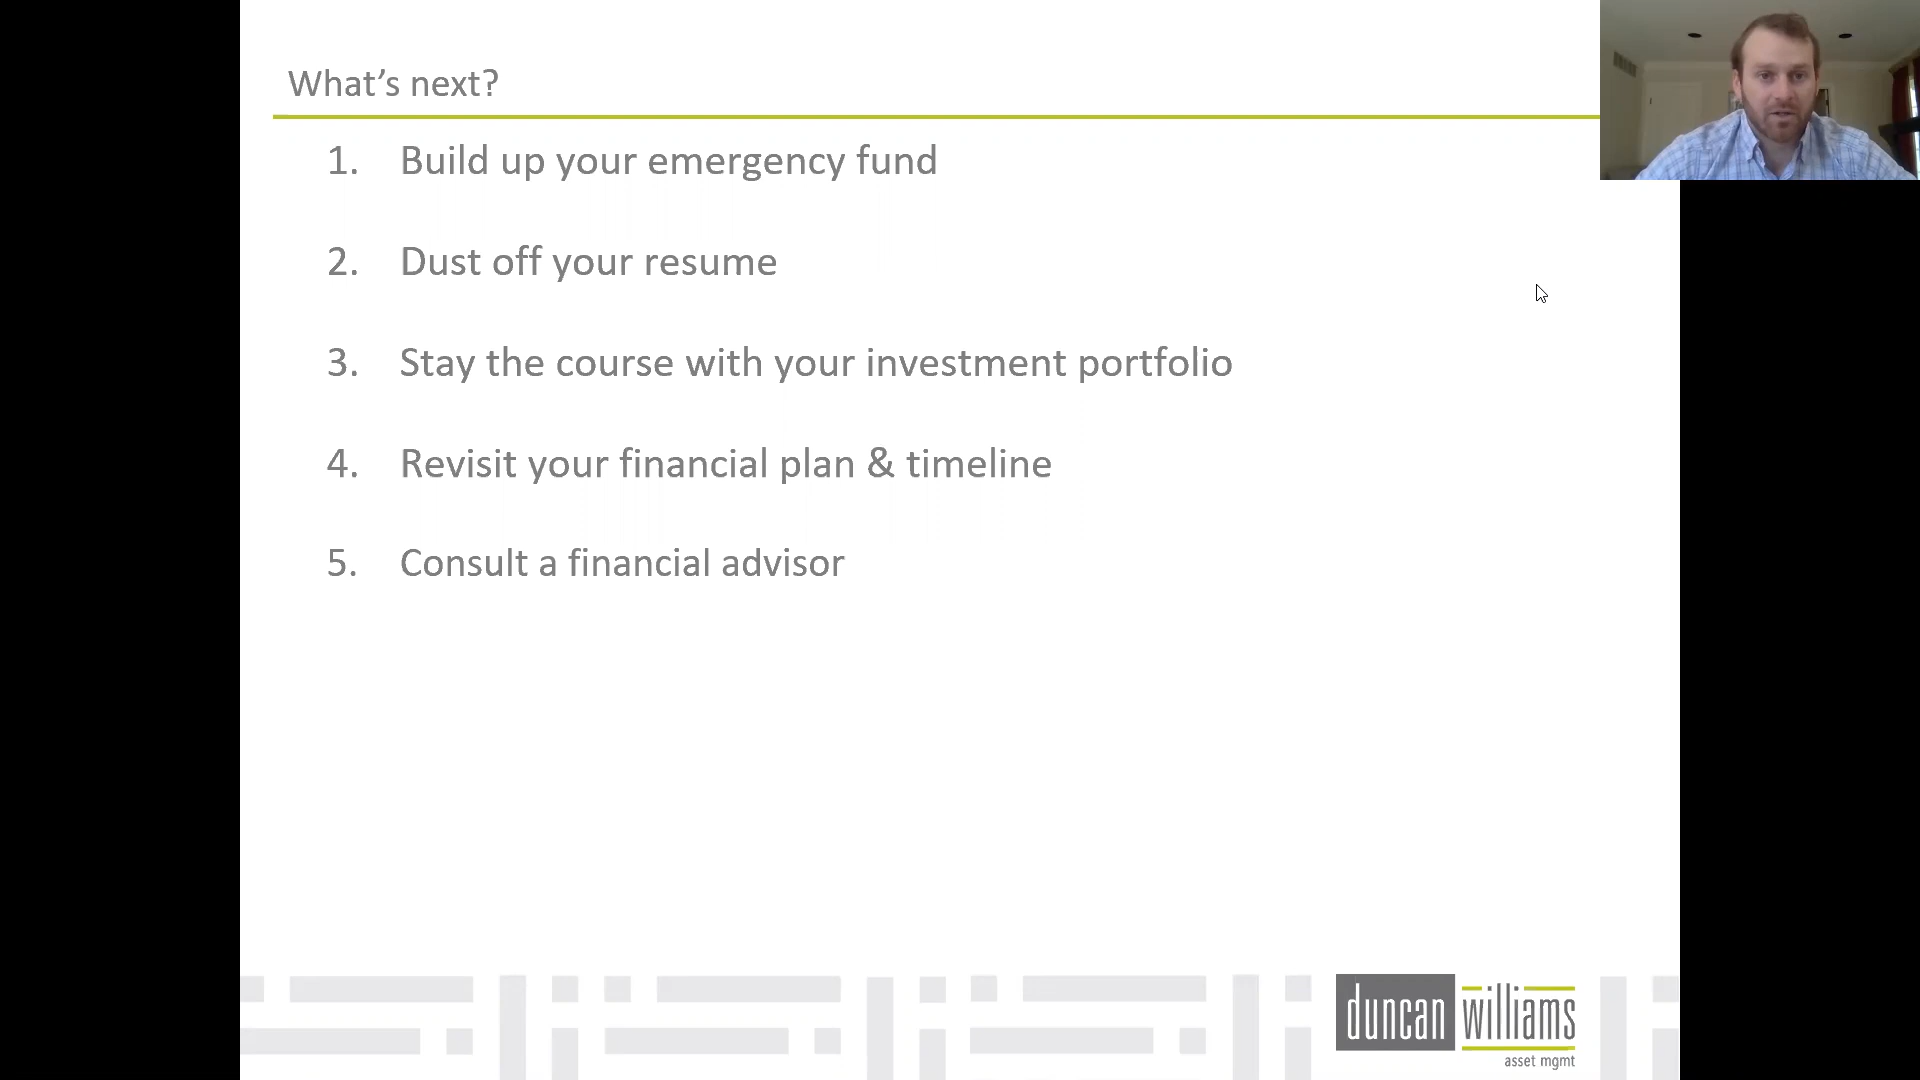 What’s next?
1. Build up your emergency fund
2. Dust off your resume
3. Stay the course with your investment portfolio
4. Revisit your financial plan & timeline
5. Consult a financial advisor
duncan williams
asset mgmt